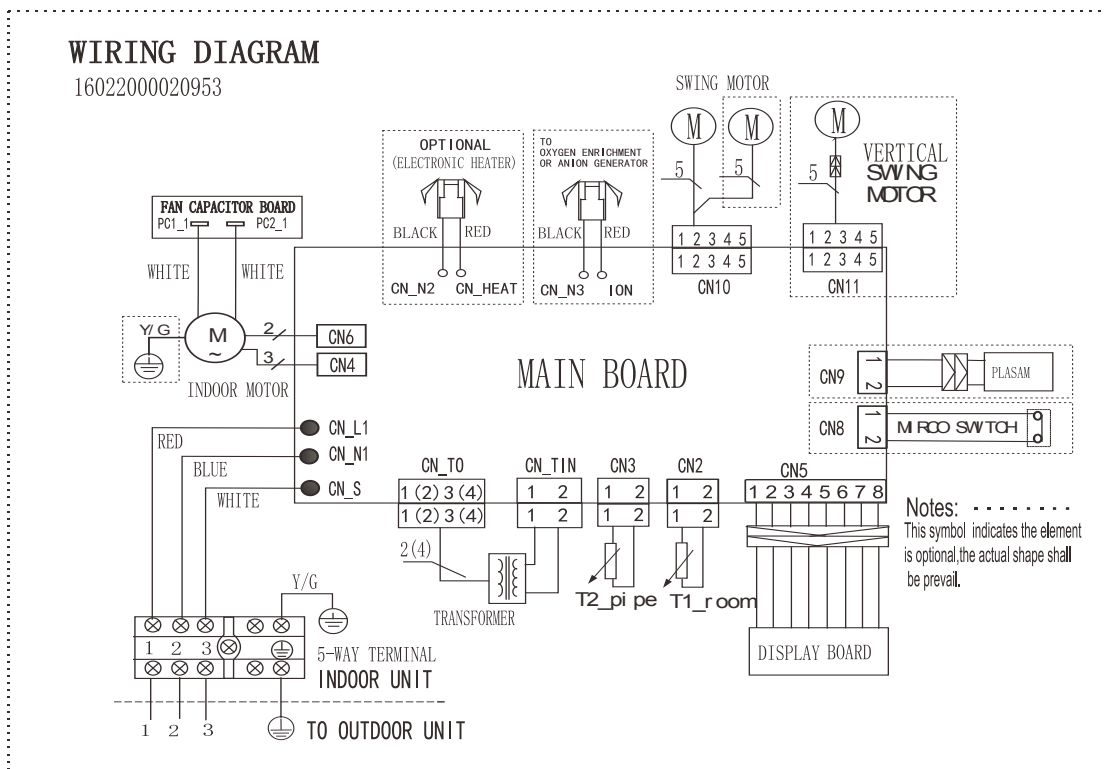 WIRING DIAGRAM
16022000020953
SWING MOTOR
M
M
M
5
5
5
VERTICAL
SWING
MOTOR
OPTIONAL
(ELECTRONIC HEATER)
BLACK
RED
CN_N2
CN_HEAT
TO
OXYGEN ENRICHMENT
OR ANION GENERATOR
BLACK
RED
CN_N3
ION
1 2 3 4 5
1 2 3 4 5
CN10
1 2 3 4 5
1 2 3 4 5
CN11
FAN CAPACITOR BOARD
PC1_1
PC2_1
WHITE
WHITE
Y/G
M
~
2
CN6
3
CN4
INDOOR MOTOR
MAIN BOARD
CN9
1
2
PLASAM
CN8
1
2
MIRCO SWITCH
RED
CN_L1
BLUE
CN_N1
WHITE
CN_S
CN_TO
1 (2) 3 (4)
1 (2) 3 (4)
CN_TIN
1 2
1 2
CN3
1 2
1 2
CN2
1 2
1 2
CN5
1 2 3 4 5 6 7 8
2(4)
TRANSFORMER
T2_pipe
T1_room
DISPLAY BOARD
Notes:
This symbol indicates the element
is optional,the actual shape shall
be prevail.
Y/G
1 2 3
5-WAY TERMINAL
INDOOR UNIT
1 2 3
TO OUTDOOR UNIT